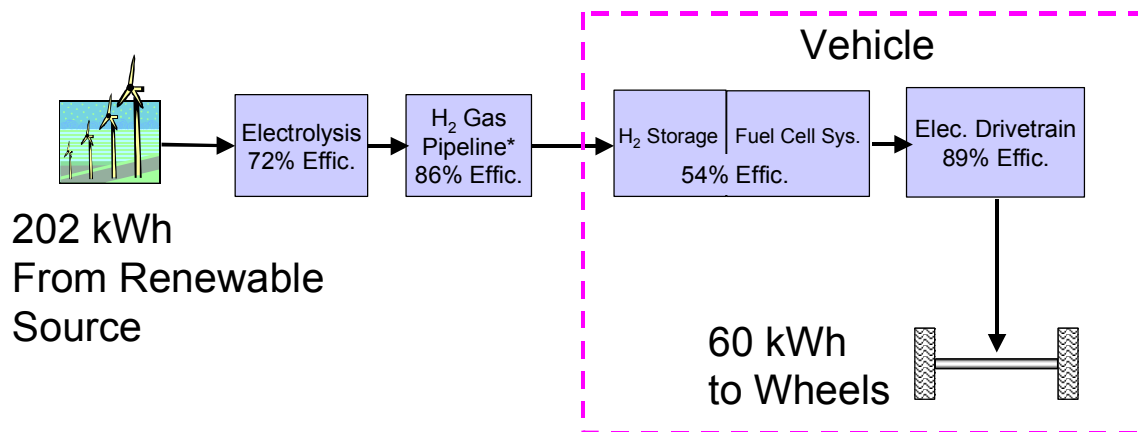 Vehicle
Electrolysis
72% Effic.
H₂ Gas
Pipeline*
86% Effic.
H₂ Storage
Fuel Cell Sys.
54% Effic.
Elec. Drivetrain
89% Effic.
202 kWh
From Renewable
Source
60 kWh
to Wheels